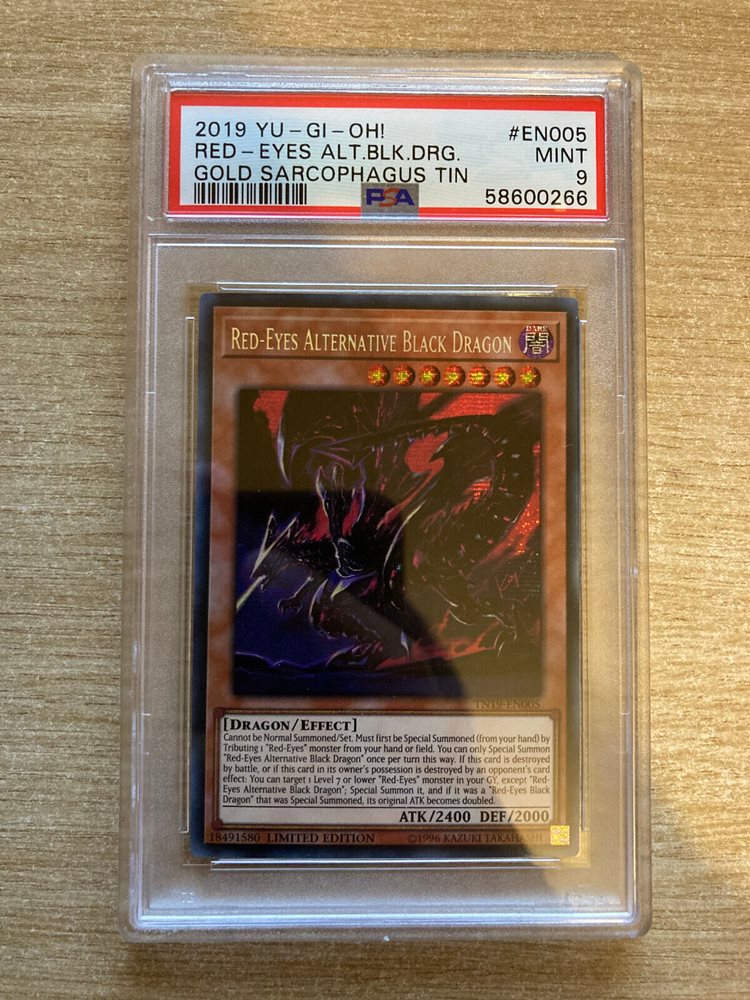 2019 YU-GI-OH! #EN005
RED-EYES ALT.BLK.DRG. MINT
GOLD SARCOPHAGUS TIN 9
PSA 58600266
RED-EYES ALTERNATIVE BLACK DRAGON
DARK
闇
TN19-EN005
[DRAGON/EFFECT]
Cannot be Normal Summoned/Set. Must first be Special Summoned (from your hand) by
Tributing 1 "Red-Eyes" monster from your hand or field. You can only Special Summon
"Red-Eyes Alternative Black Dragon" once per turn this way. If this card is destroyed
by battle, or if this card in its owner's possession is destroyed by an opponent's card
effect: You can target 1 Level 7 or lower "Red-Eyes" monster in your GY, except "Red-
Eyes Alternative Black Dragon"; Special Summon it, and if it was a "Red-Eyes Black
Dragon" that was Special Summoned, its original ATK becomes doubled.
ATK/2400 DEF/2000
18491580 LIMITED EDITION ©1996 KAZUKI TAKAHASHI